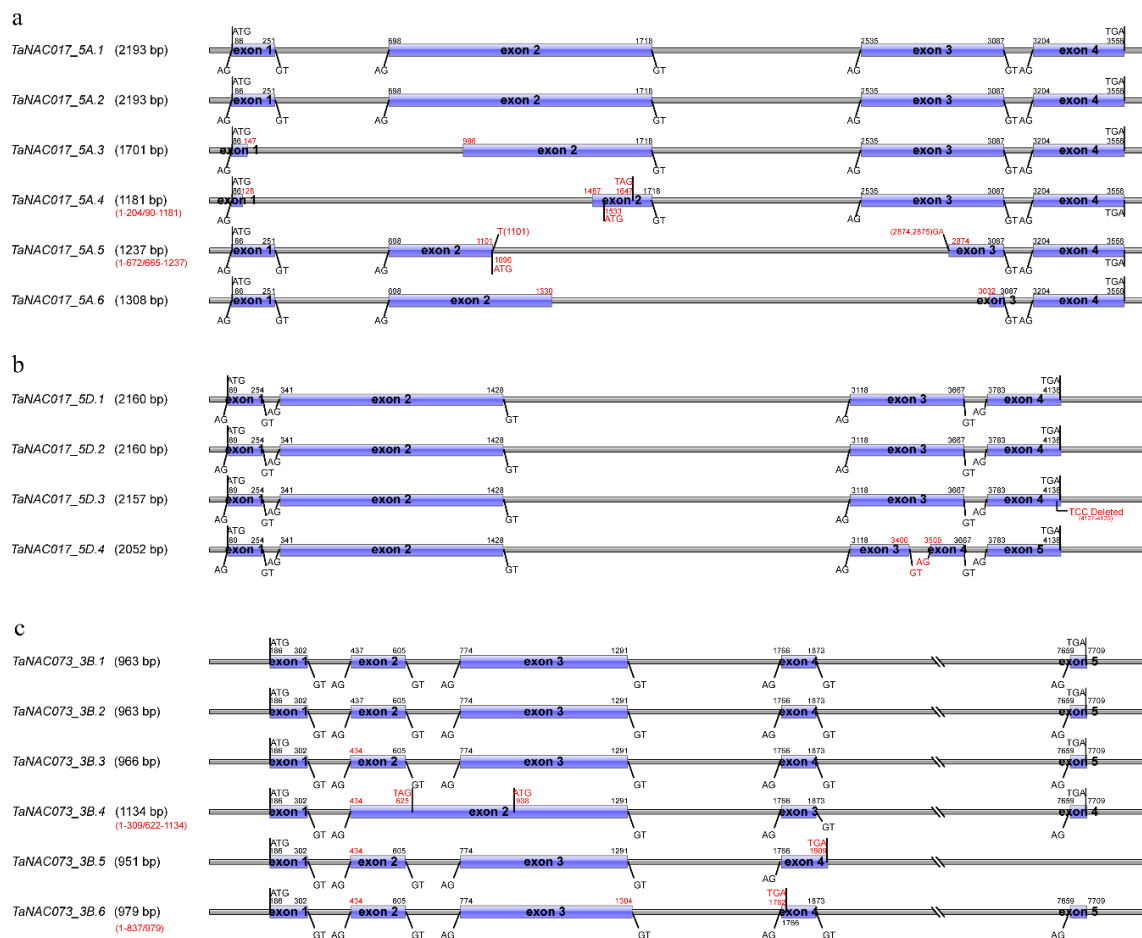 a
ATG TGA
TaNAC017_5A.1 (2193 bp) 86 251 exon 1 698 exon 2 1718 2535 exon 3 3087 3204 exon 4 3556
AG GT AG GT AG GT AG
ATG TGA
TaNAC017_5A.2 (2193 bp) 86 251 exon 1 698 exon 2 1718 2535 exon 3 3087 3204 exon 4 3556
AG GT AG GT AG GT AG
ATG TGA
TaNAC017_5A.3 (1701 bp) 86 147 exon 1 986 exon 2 1718 2535 exon 3 3087 3204 exon 4 3556
AG GT AG GT AG
ATG TAG
TaNAC017_5A.4 (1181 bp) 86 128 exon 1 1487 1647 exon 2 1718 2535 exon 3 3087 3204 exon 4 3556
(1-204/90-1181) AG 1533 ATG GT AG GT AG TGA
ATG T(1101) (2874,2875)GA
TaNAC017_5A.5 (1237 bp) 86 251 exon 1 698 exon 2 1101 2874 exon 3 3087 3204 exon 4 3556
(1-672/665-1237) AG GT AG 1096 ATG GT AG TGA
ATG
TaNAC017_5A.6 (1308 bp) 86 251 exon 1 698 exon 2 1330 3032 exon 3 3087 3204 exon 4 3556
AG GT AG GT AG
b
ATG TGA
TaNAC017_5D.1 (2160 bp) 89 254 exon 1 341 exon 2 1428 3118 exon 3 3667 3783 exon 4 4138
AG GT AG GT AG GT AG
ATG TGA
TaNAC017_5D.2 (2160 bp) 89 254 exon 1 341 exon 2 1428 3118 exon 3 3667 3783 exon 4 4138
AG GT AG GT AG GT AG
ATG TGA
TaNAC017_5D.3 (2157 bp) 89 254 exon 1 341 exon 2 1428 3118 exon 3 3667 3783 exon 4 4138
AG GT AG GT AG GT AG TCC Deleted
ATG TGA
TaNAC017_5D.4 (2052 bp) 89 254 exon 1 341 exon 2 1428 3118 exon 3 3400 3509 exon 4 3667 3783 exon 5 4138
AG GT AG GT AG GT AG GT AG
c
ATG TGA
TaNAC073_3B.1 (963 bp) 186 302 exon 1 437 exon 2 605 774 exon 3 1291 1766 exon 4 1873 7659 exon 5 7709
GT AG GT AG GT AG GT AG
ATG TGA
TaNAC073_3B.2 (963 bp) 186 302 exon 1 437 exon 2 605 774 exon 3 1291 1766 exon 4 1873 7659 exon 5 7709
GT AG GT AG GT AG GT AG
ATG TGA
TaNAC073_3B.3 (966 bp) 186 302 exon 1 434 exon 2 605 774 exon 3 1291 1766 exon 4 1873 7659 exon 5 7709
GT AG GT AG GT AG GT AG
ATG TAG ATG TGA
TaNAC073_3B.4 (1134 bp) 186 302 exon 1 434 625 exon 2 938 1291 1766 exon 3 1873 7659 exon 4 7709
(1-309/622-1134) GT AG GT AG GT AG
ATG TGA
TaNAC073_3B.5 (951 bp) 186 302 exon 1 434 exon 2 605 774 exon 3 1291 1766 exon 4 1909
GT AG GT AG GT AG
ATG TGA
TaNAC073_3B.6 (979 bp) 186 302 exon 1 434 exon 2 605 774 exon 3 1304 1782 exon 4 1873 7659 exon 5 7709
(1-837/979) GT AG GT AG GT AG 1766 GT AG